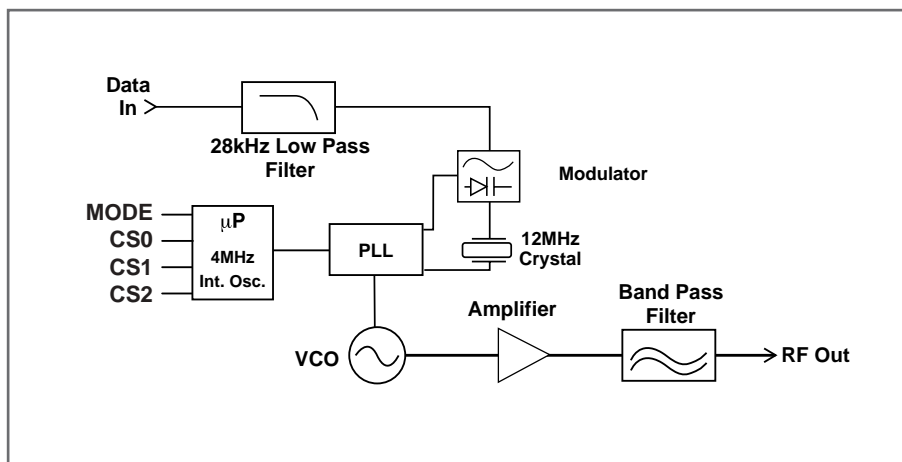 Data
In
28kHz Low Pass
Filter
Modulator
MODE
CS0
CS1
CS2
μP
4MHz
Int. Osc.
PLL
12MHz
Crystal
VCO
Amplifier
Band Pass
Filter
RF Out